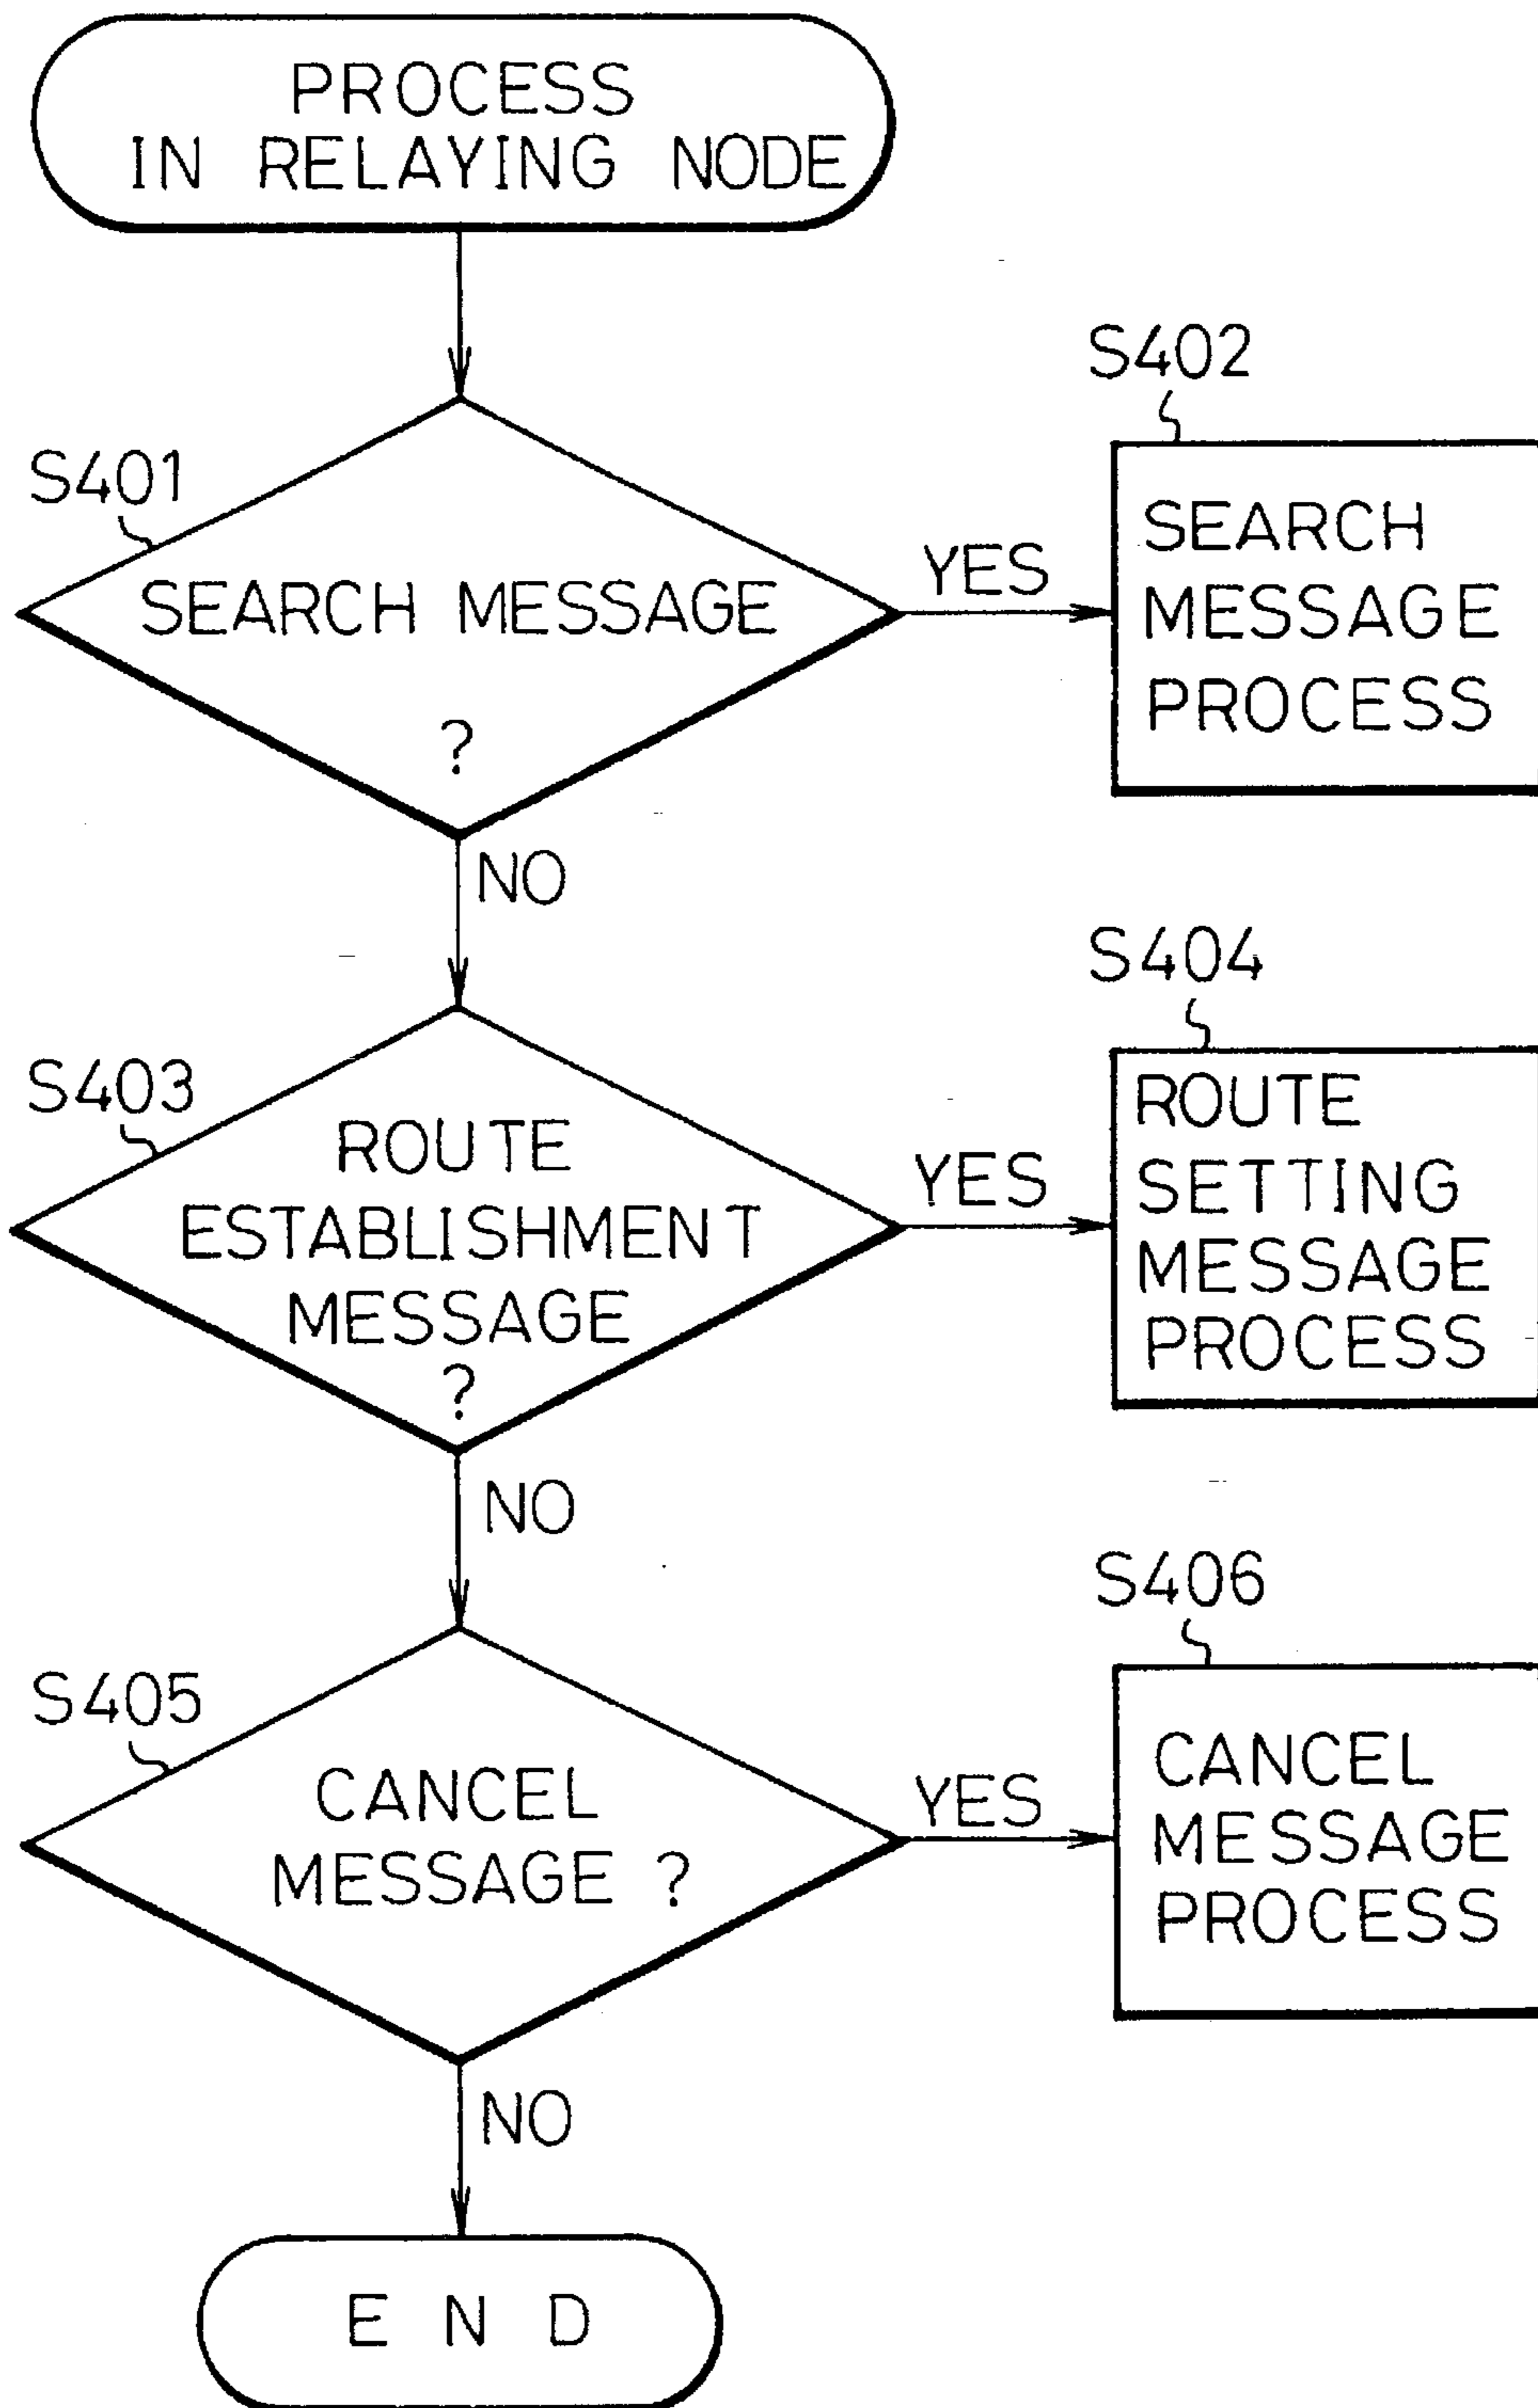 PROCESS
IN RELAYING NODE
S402
S401
SEARCH MESSAGE
?
YES
SEARCH
MESSAGE
PROCESS
NO
S404
S403
ROUTE
ESTABLISHMENT
MESSAGE
?
YES
ROUTE
SETTING
MESSAGE
PROCESS
NO
S406
S405
CANCEL
MESSAGE ?
YES
CANCEL
MESSAGE
PROCESS
NO
END